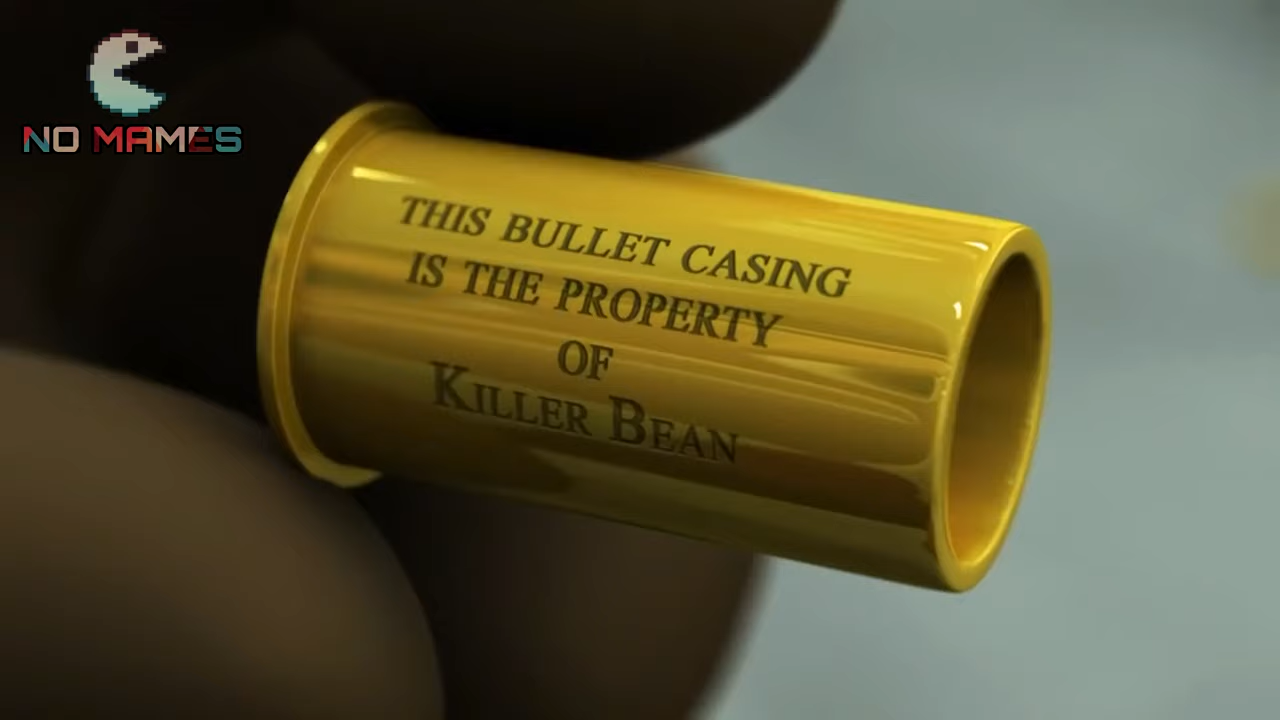 NO MAMES
THIS BULLET CASING
IS THE PROPERTY
OF
KILLER BEAN